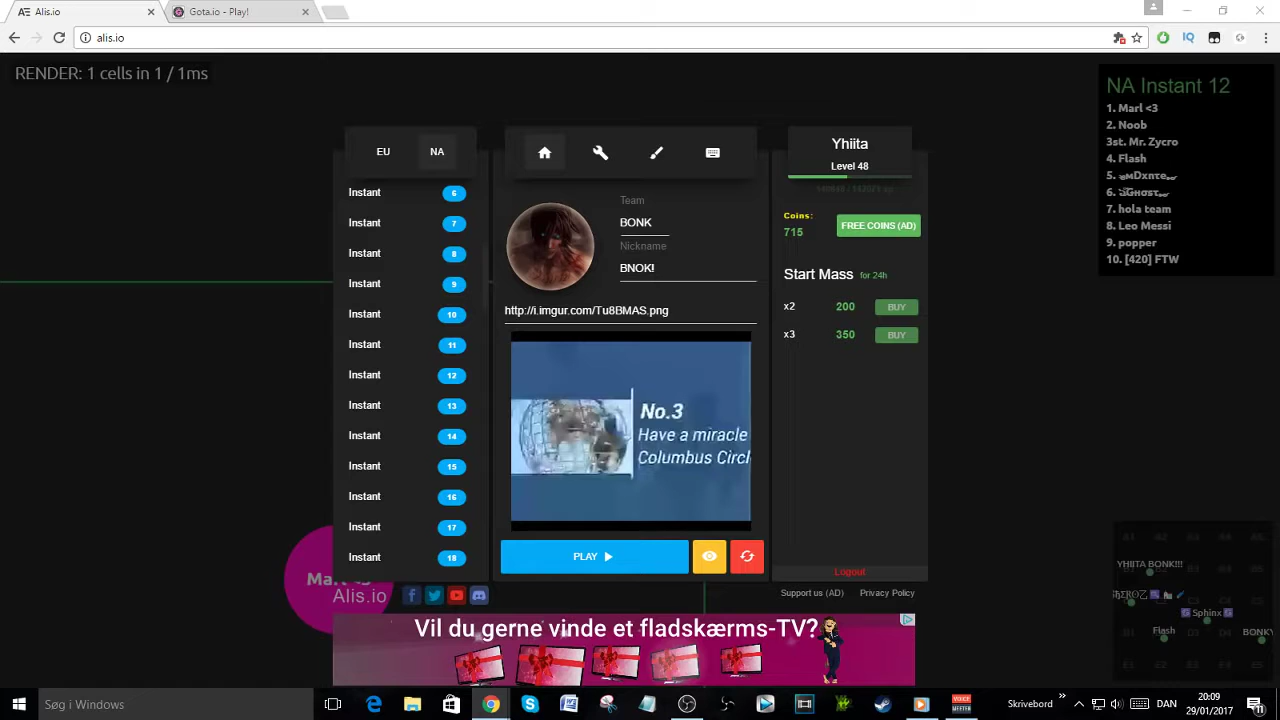 Alis.io
Gota.io - Play!
alis.io
RENDER: 1 cells in 1 / 1ms
EU
NA
Instant 6
Instant 7
Instant 8
Instant 9
Instant 10
Instant 11
Instant 12
Instant 13
Instant 14
Instant 15
Instant 16
Instant 17
Instant 18
Team
BONK
Nickname
BNOK!
http://i.imgur.com/Tu8BMAS.png
No.3
Have a miracle
Columbus Circl
PLAY
Yhiita
Level 48
Coins:
715
FREE COINS (AD)
Start Mass for 24h
x2 200 BUY
x3 350 BUY
Logout
Support us (AD) Privacy Policy
NA Instant 12
1. Marl <3
2. Noob
3st. Mr. Zycro
4. Flash
5.
6.
7. hola team
8. Leo Messi
9. popper
10. [420] FTW
Marl <3
Alis.io
Vil du gerne vinde et fladskærms-TV?
YHIITA BONK!!!
Sphinx
Flash
BONK
Søg i Windows
Skrivebord
DAN
20:09
29/01/2017